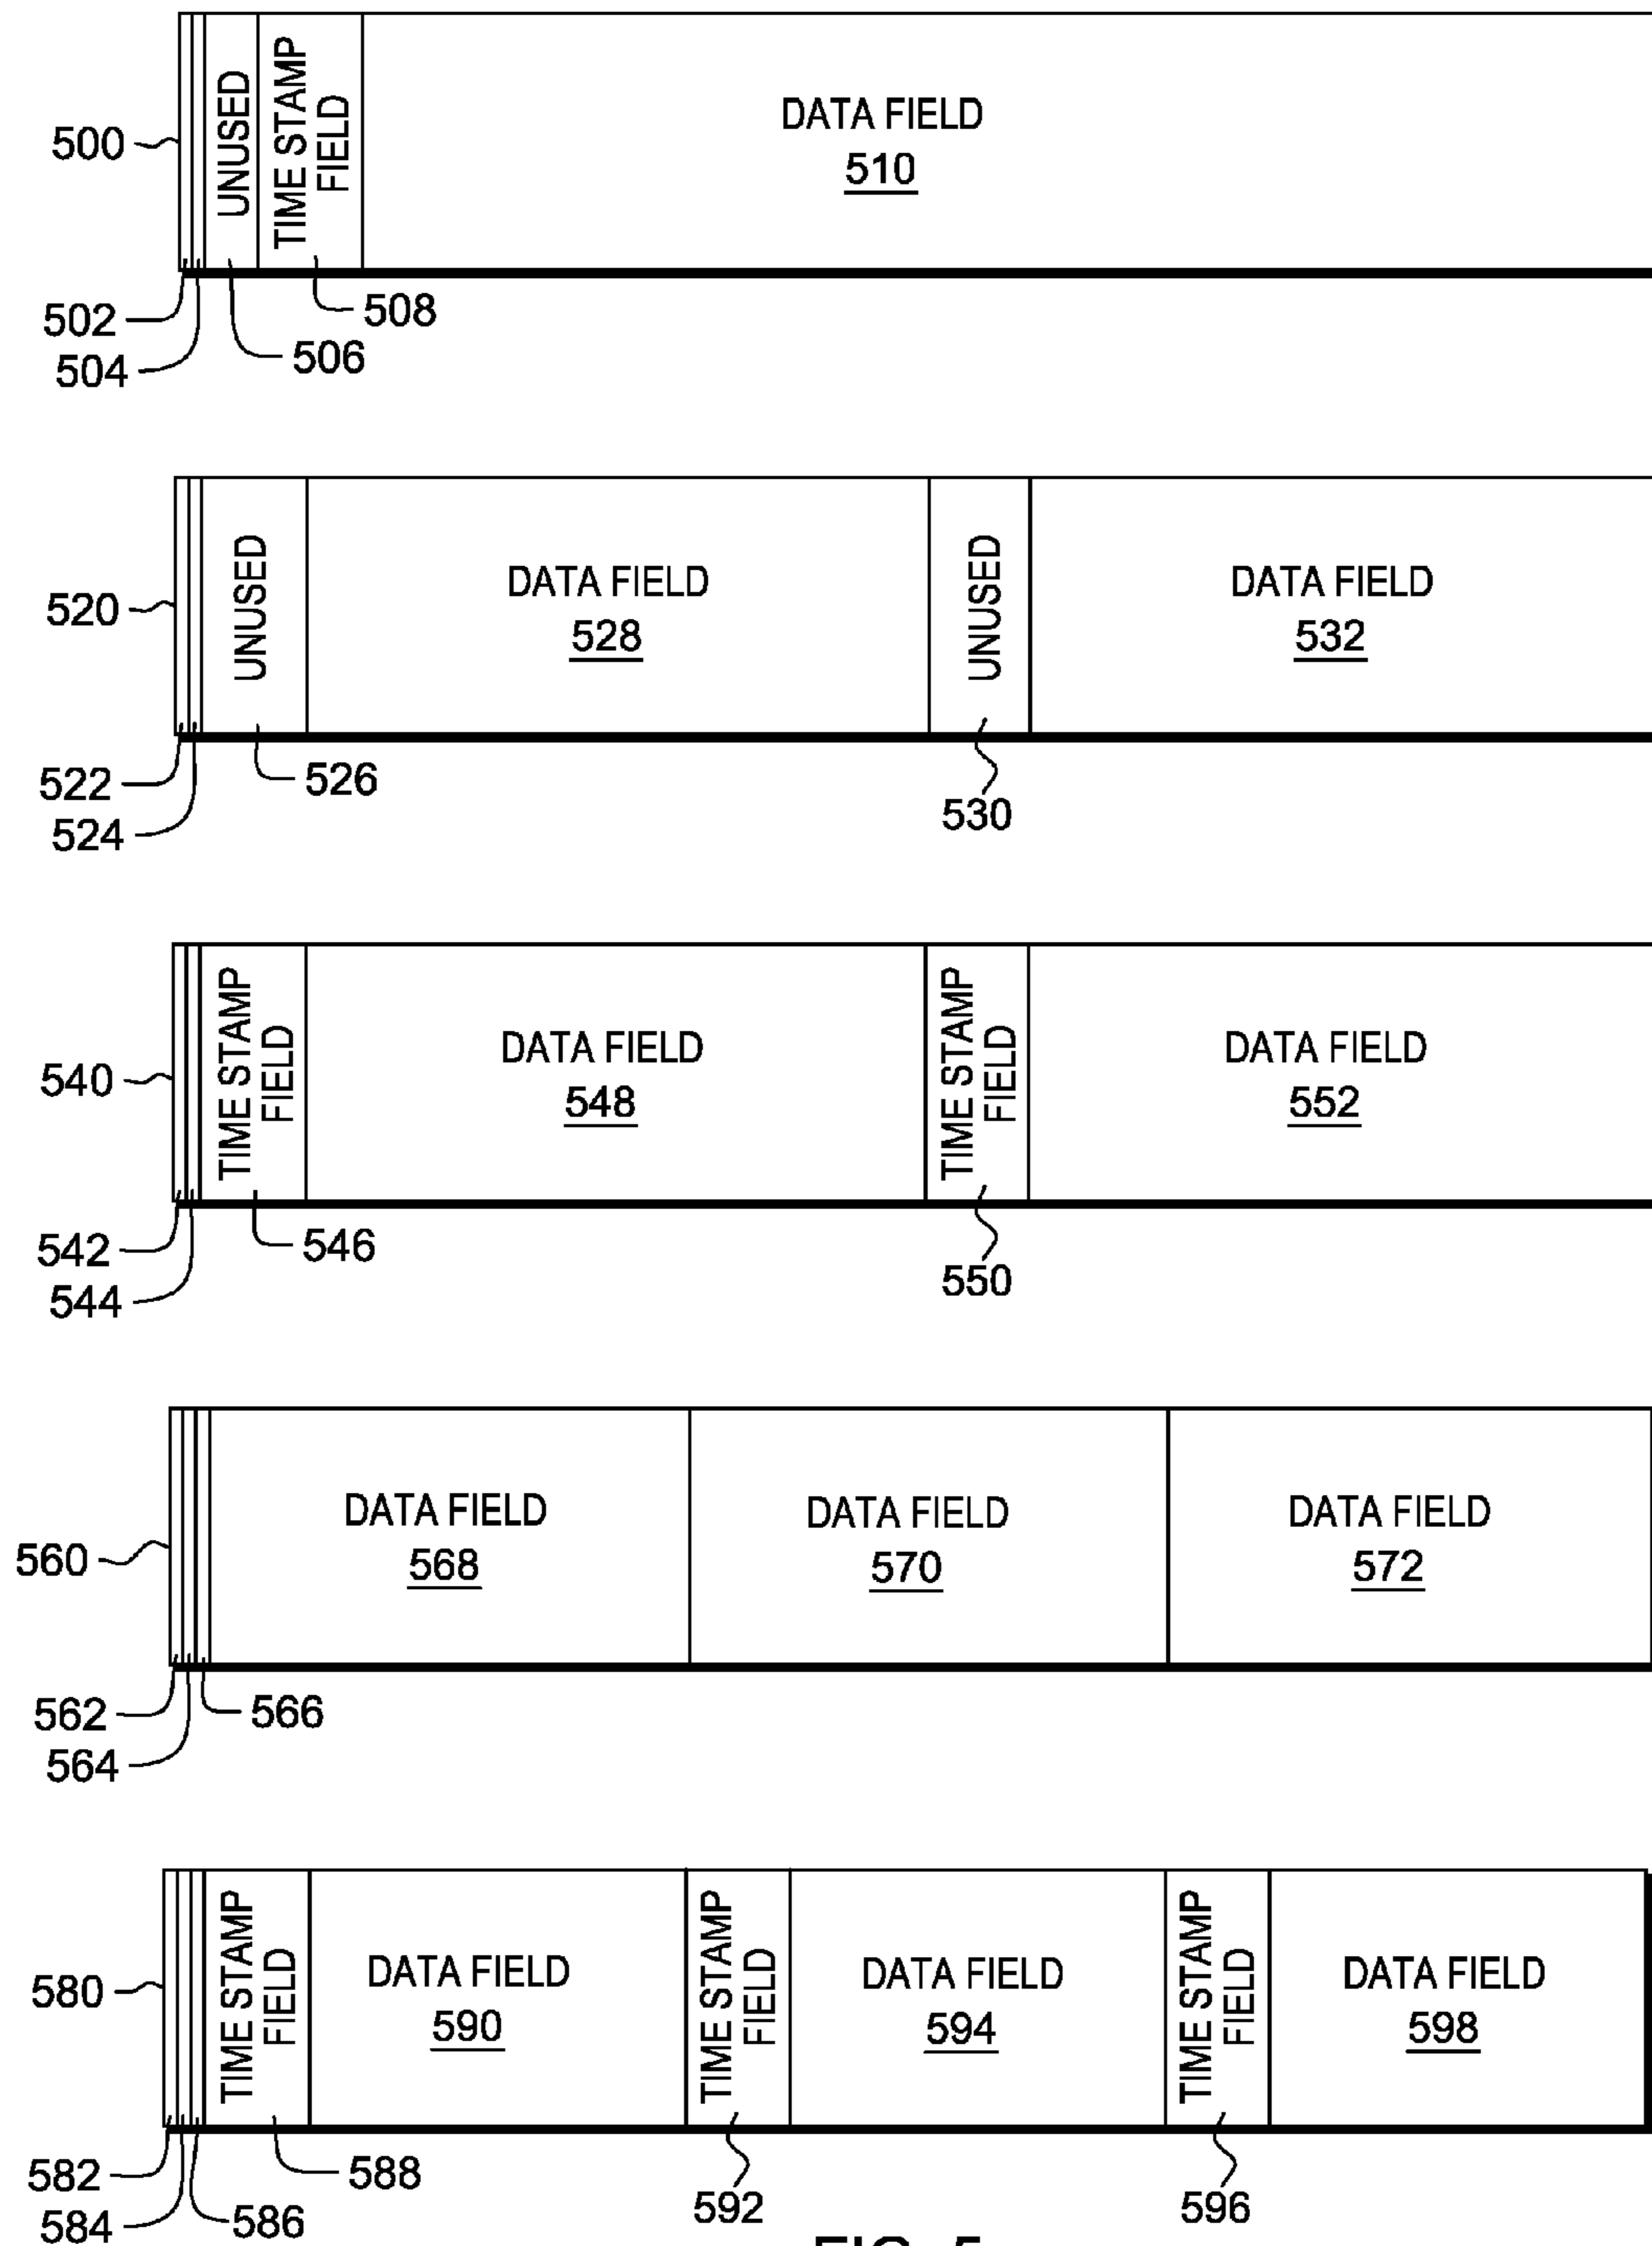 500
UNUSED
TIME STAMP
FIELD
DATA FIELD
510
502
504
506
508
520
UNUSED
DATA FIELD
528
UNUSED
DATA FIELD
532
522
524
526
530
540
TIME STAMP
FIELD
DATA FIELD
548
TIME STAMP
FIELD
DATA FIELD
552
542
544
546
550
560
DATA FIELD
568
DATA FIELD
570
DATA FIELD
572
562
564
566
580
TIME STAMP
FIELD
DATA FIELD
590
TIME STAMP
FIELD
DATA FIELD
594
TIME STAMP
FIELD
DATA FIELD
598
582
584
586
588
592
596